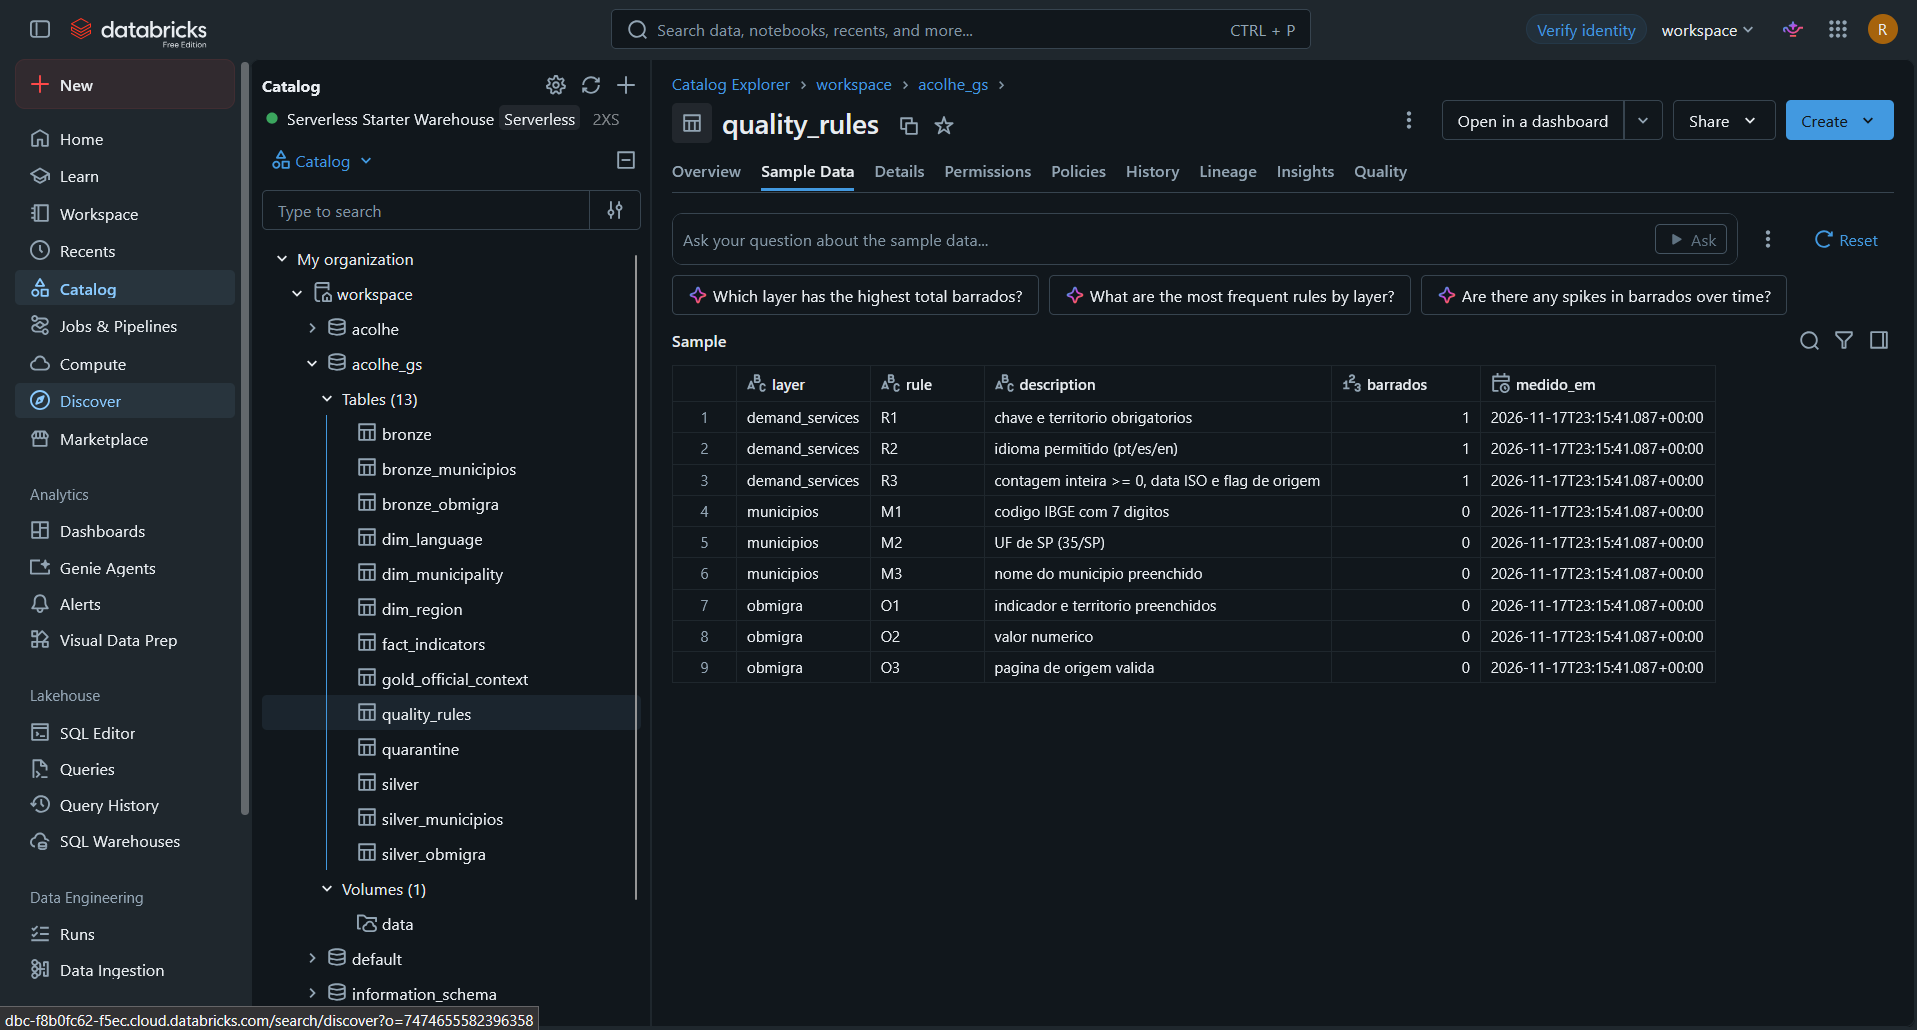 databricks
Free Edition
Search data, notebooks, recents, and more...
CTRL + P
Verify identity
workspace
R
New
Home
Learn
Workspace
Recents
Catalog
Jobs & Pipelines
Compute
Discover
Marketplace
Analytics
Dashboards
Genie Agents
Alerts
Visual Data Prep
Lakehouse
SQL Editor
Queries
Query History
SQL Warehouses
Data Engineering
Runs
Data Ingestion
Catalog
Serverless Starter Warehouse Serverless 2XS
Catalog
Type to search
My organization
workspace
acolhe
acolhe_gs
Tables (13)
bronze
bronze_municipios
bronze_obmigra
dim_language
dim_municipality
dim_region
fact_indicators
gold_official_context
quality_rules
quarantine
silver
silver_municipios
silver_obmigra
Volumes (1)
data
default
information_schema
Catalog Explorer > workspace > acolhe_gs >
quality_rules
Open in a dashboard
Share
Create
Overview Sample Data Details Permissions Policies History Lineage Insights Quality
Ask your question about the sample data...
Ask
Reset
Which layer has the highest total barrados?
What are the most frequent rules by layer?
Are there any spikes in barrados over time?
Sample
layer rule description barrados medido_em
1 demand_services R1 chave e territorio obrigatorios 1 2026-11-17T23:15:41.087+00:00
2 demand_services R2 idioma permitido (pt/es/en) 1 2026-11-17T23:15:41.087+00:00
3 demand_services R3 contagem inteira >= 0, data ISO e flag de origem 1 2026-11-17T23:15:41.087+00:00
4 municipios M1 codigo IBGE com 7 digitos 0 2026-11-17T23:15:41.087+00:00
5 municipios M2 UF de SP (35/SP) 0 2026-11-17T23:15:41.087+00:00
6 municipios M3 nome do municipio preenchido 0 2026-11-17T23:15:41.087+00:00
7 obmigra O1 indicador e territorio preenchidos 0 2026-11-17T23:15:41.087+00:00
8 obmigra O2 valor numerico 0 2026-11-17T23:15:41.087+00:00
9 obmigra O3 pagina de origem valida 0 2026-11-17T23:15:41.087+00:00
dbc-f8b0fc62-f5ec.cloud.databricks.com/search/discover?o=7474655582396358